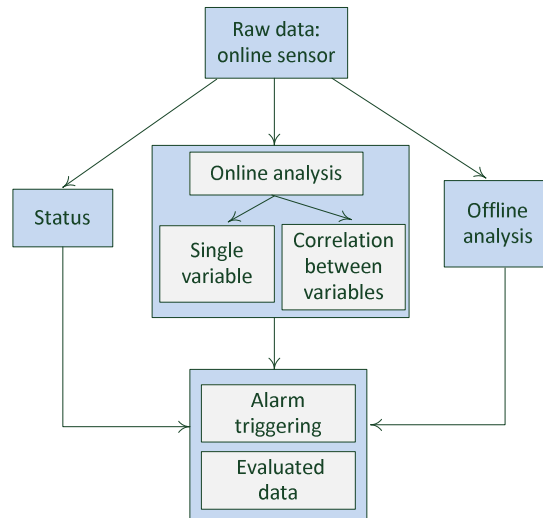 Raw data:
online sensor
Online analysis
Status
Single
variable
Correlation
between
variables
Offline
analysis
Alarm
triggering
Evaluated
data